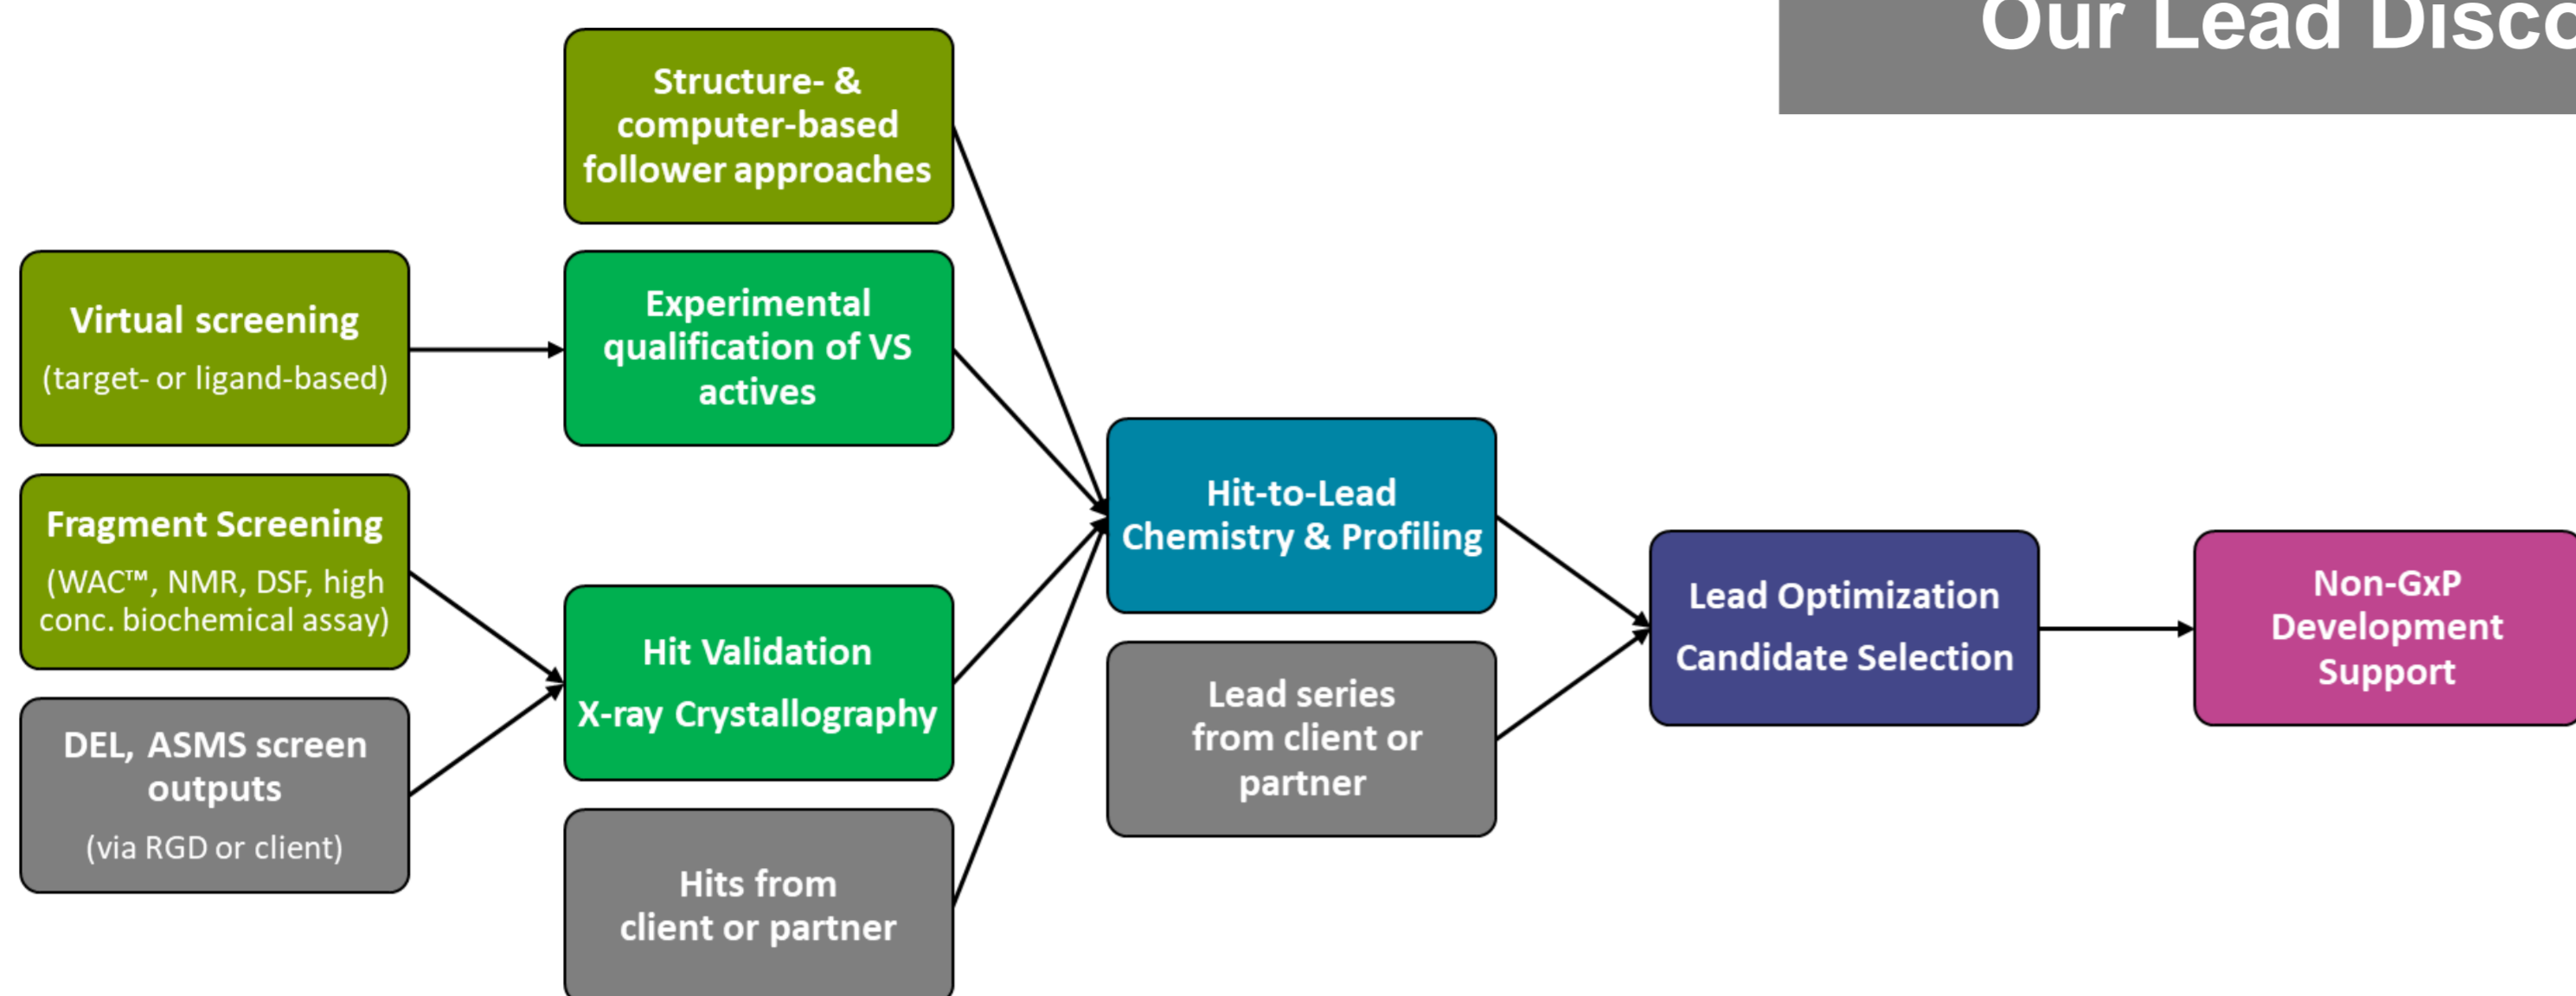 Our Lead
Structure- &
computer-based
follower approaches
Virtual screening
(target- or ligand-based)
Experimental
qualification of VS
actives
Fragment Screening
(WAC™, NMR, DSF, high
conc. biochemical assay)
DEL, ASMS screen
outputs
(via RGD or client)
Hit Validation
X-ray Crystallography
Hits from
client or partner
Hit-to-Lead
Chemistry & Profiling
Lead series
from client or
partner
Lead Optimization
Candidate Selection
Non-GxP
Development
Support